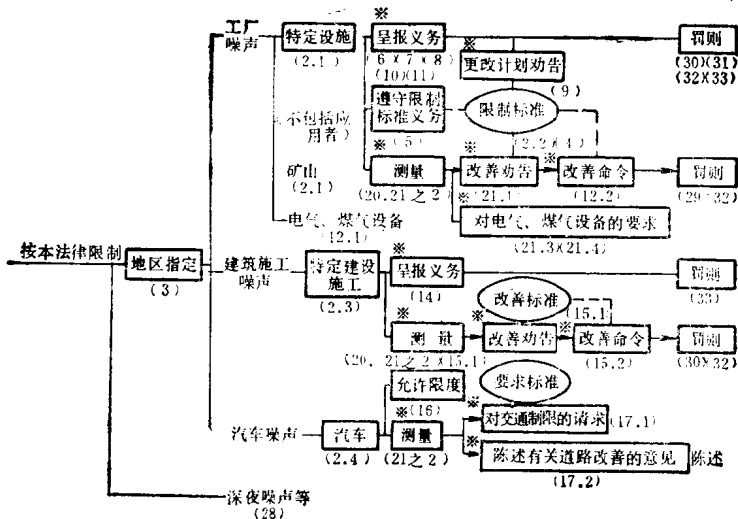 工厂
噪声
特定设施
(2.1)
※
呈报义务
(6)(7)(8)
(10)(11)
※
更改计划劝告
(9)
罚则
(30)(31)
(32)(33)
不包括应
用者)
遵守限制
标准义务
(5)
限制标准
(2.2)(4)
矿山
(2.1)
※
测量
(20.21之2)
※
改善劝告
(21.1)
※
改善命令
(12.2)
罚则
(29)(32)
电气、煤气设备
(12.1)
※
对电气、煤气设备的要求
(21.3)(21.4)
按本法律限制
地区指定
(3)
建筑施工
噪声
特定建设
施工
(2.3)
※
呈报义务
(14)
罚则
(33)
改善标准
(15.1)
※
测量
(20，21之2)(15.1)
※
改善劝告
※
改善命令
(15.2)
罚则
(30)(32)
允许限度
(16)
要求标准
汽车噪声
汽车
(2.4)
※
测量
(21之2)
※
对交通制限的请求
(17.1)
※
陈述有关道路改善的意见
陈述
(17.2)
深夜噪声等
(28)